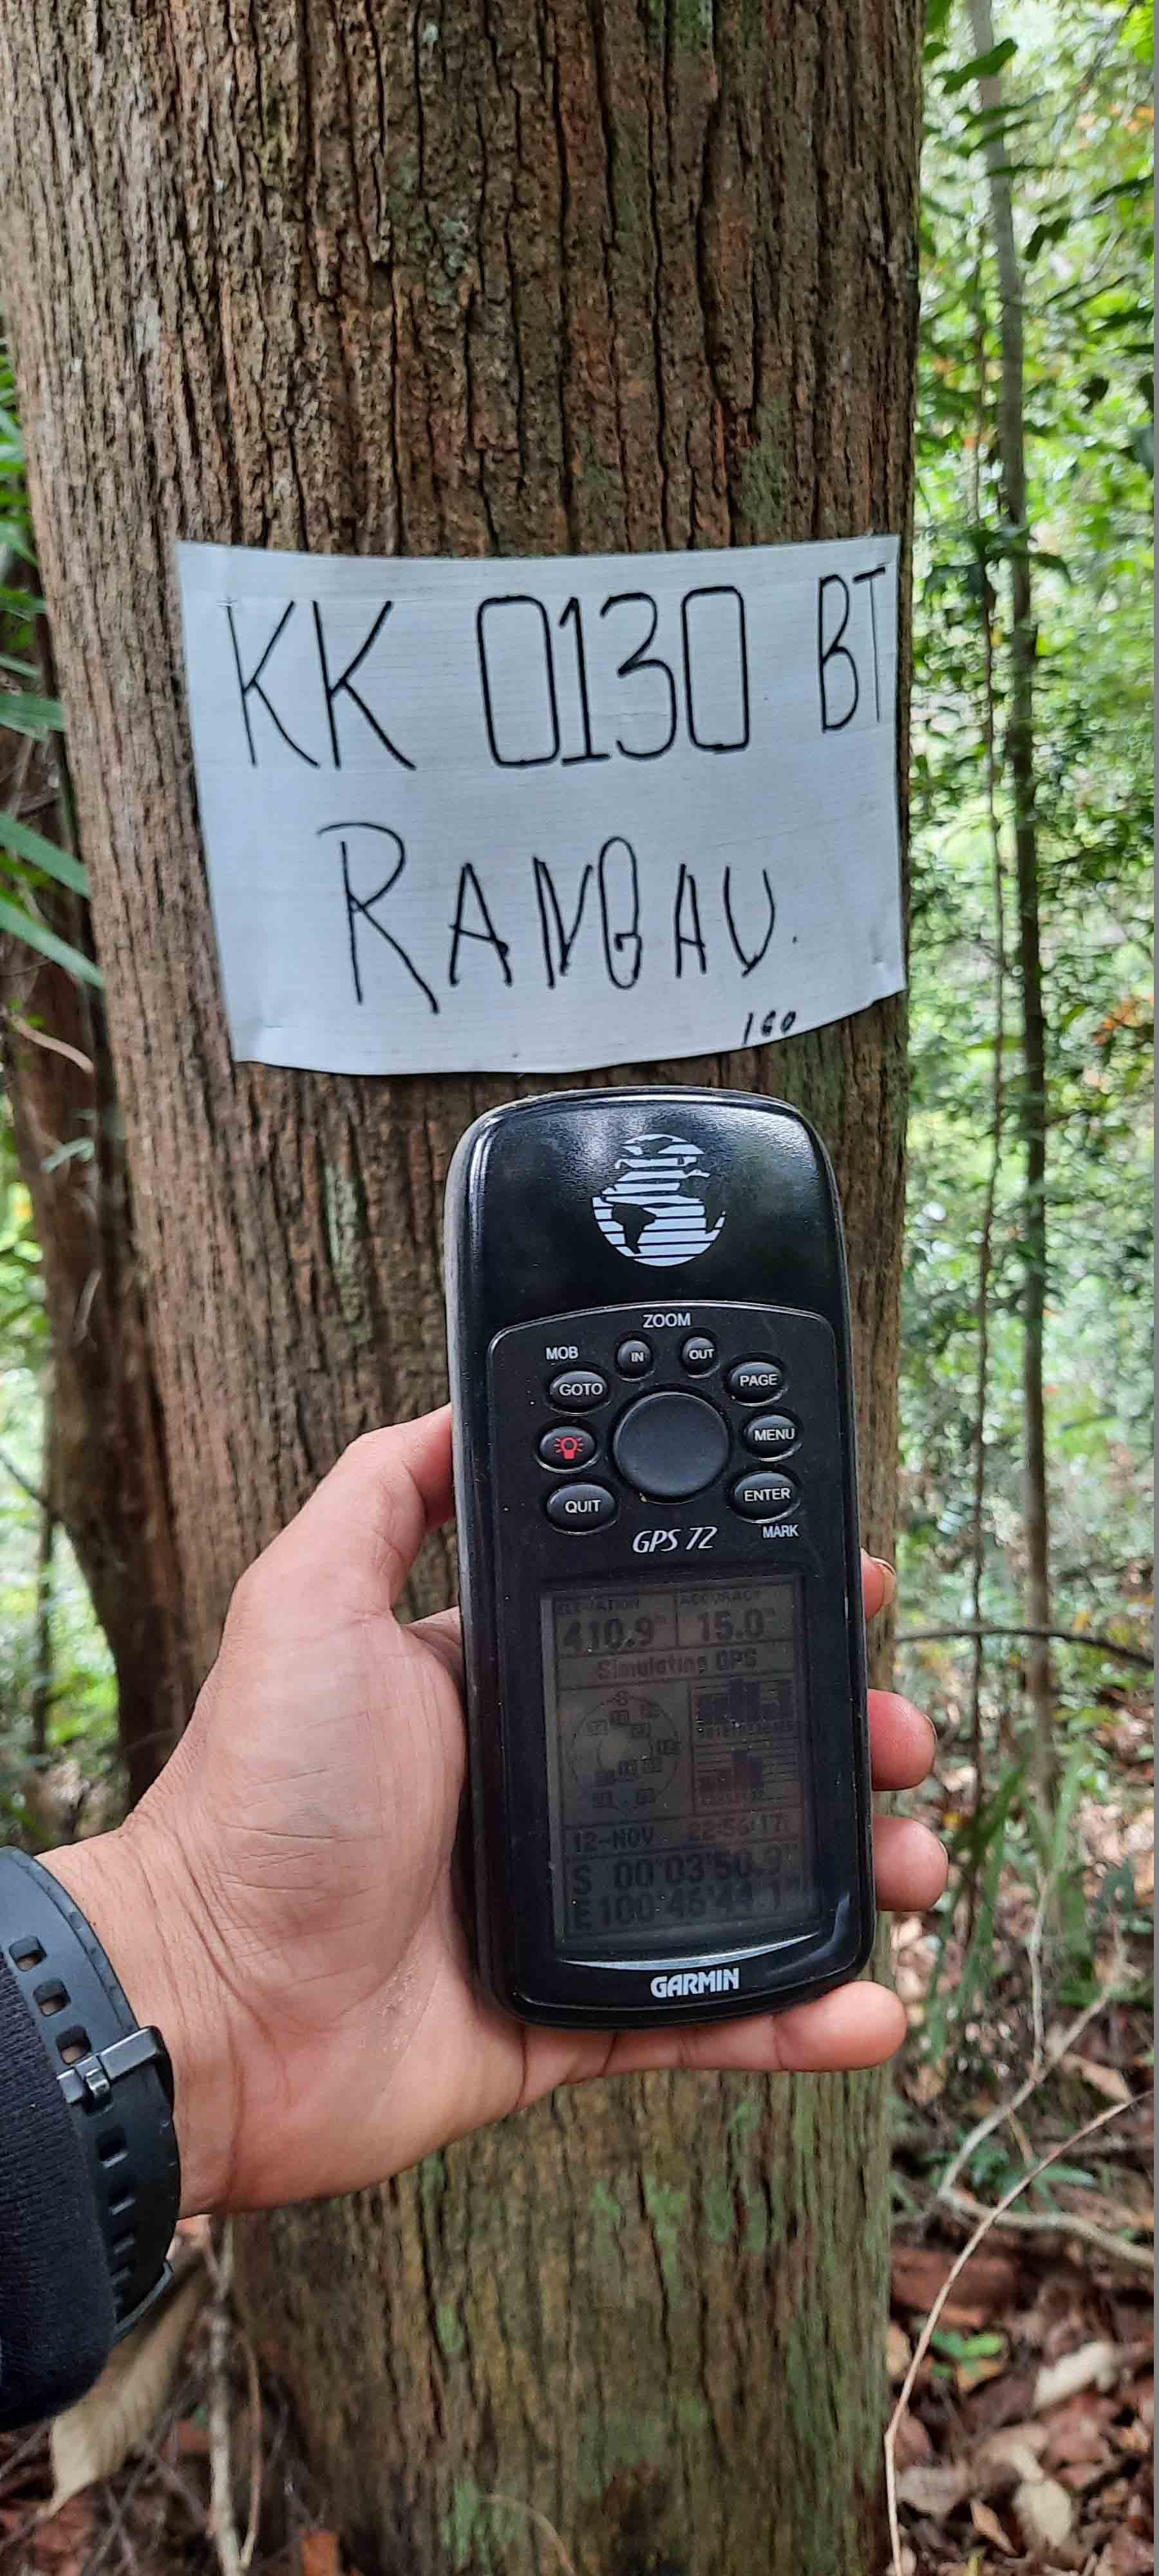 KK 0130 BT
RANGAU.
160
ZOOM
MOB IN OUT
GOTO PAGE
MENU
QUIT ENTER
GPS 72 MARK
ELEVATION ACCURACY
410.9 15.0
Simulating GPS
12-NOV 22:56:17
S 00°03'50.9"
E 100°46'44.1"
GARMIN